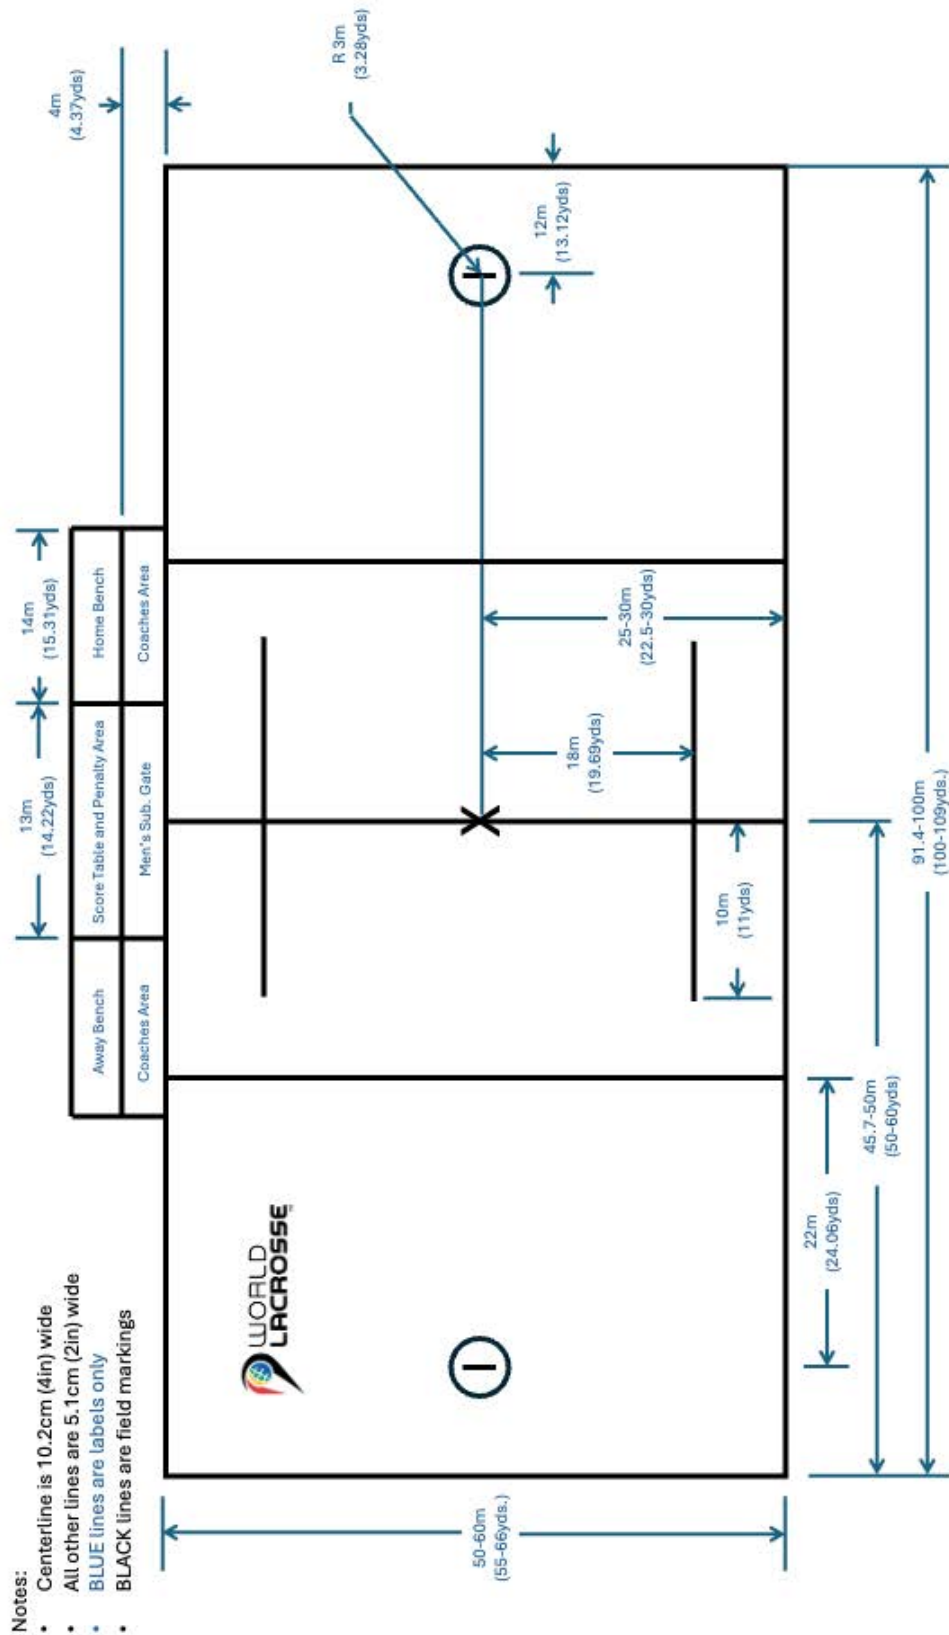 Notes:
• Centerline is 10.2cm (4in) wide
• All other lines are 5.1cm (2in) wide
• BLUE lines are labels only
• BLACK lines are field markings
13m
(14.22yds)
14m
(15.31yds)
4m
(4.37yds)
Away Bench
Score Table and Penalty Area
Home Bench
Coaches Area
Men's Sub. Gate
Coaches Area
R 3m
(3.28yds)
WORLD
LACROSSE
12m
(13.12yds)
25-30m
(22.5-30yds)
18m
(19.69yds)
10m
(11yds)
50-60m
(55-66yds.)
22m
(24.06yds)
45.7-50m
(50-60yds)
91.4-100m
(100-109yds.)